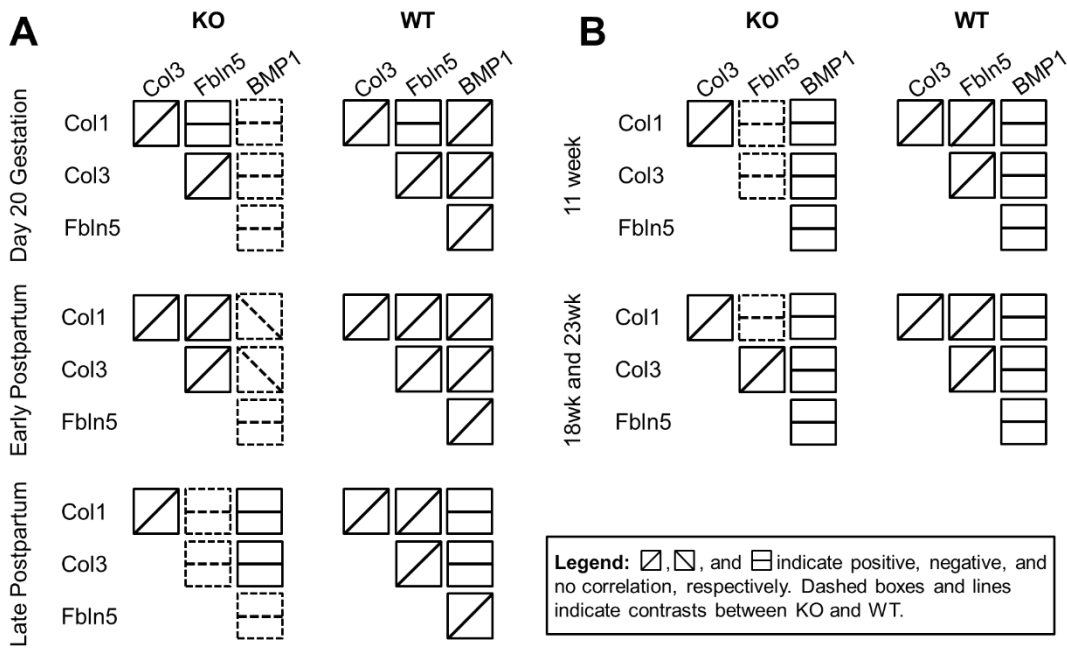 A
KO
WT
Col3 Fbln5 BMP1
Col3 Fbln5 BMP1
Day 20 Gestation
Col1
Col3
Fbln5
Early Postpartum
Col1
Col3
Fbln5
Late Postpartum
Col1
Col3
Fbln5
B
KO
WT
Col3 Fbln5 BMP1
Col3 Fbln5 BMP1
11 week
Col1
Col3
Fbln5
18wk and 23wk
Col1
Col3
Fbln5
Legend: , , and indicate positive, negative, and
no correlation, respectively. Dashed boxes and lines
indicate contrasts between KO and WT.